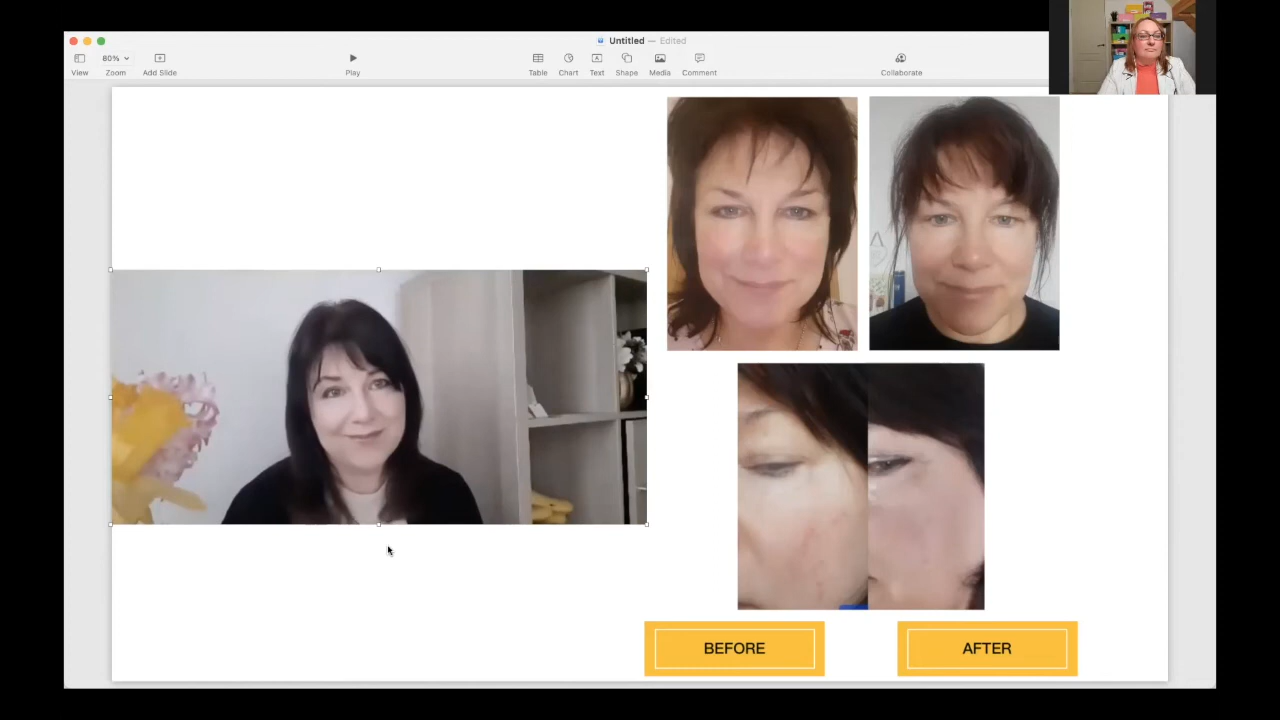 Untitled — Edited
80%
View Zoom Add Slide Play Table Chart Text Shape Media Comment Collaborate
BEFORE AFTER